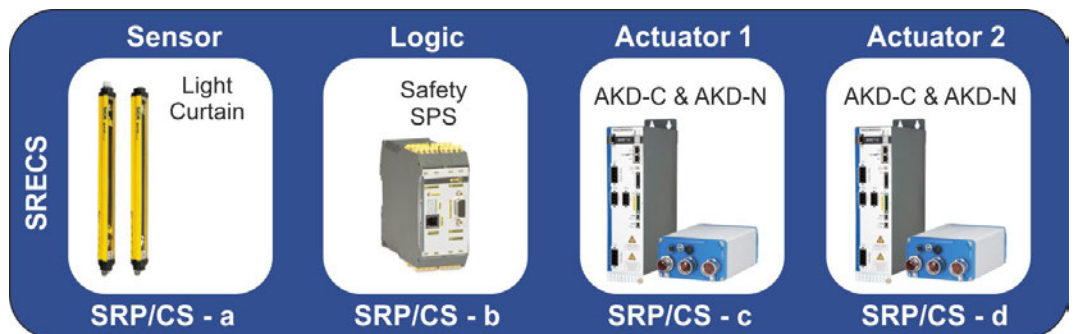 Sensor
Logic
Actuator 1
Actuator 2
Light
Curtain
Safety
SPS
AKD-C & AKD-N
AKD-C & AKD-N
SRECS
SRP/CS - a
SRP/CS - b
SRP/CS - c
SRP/CS - d